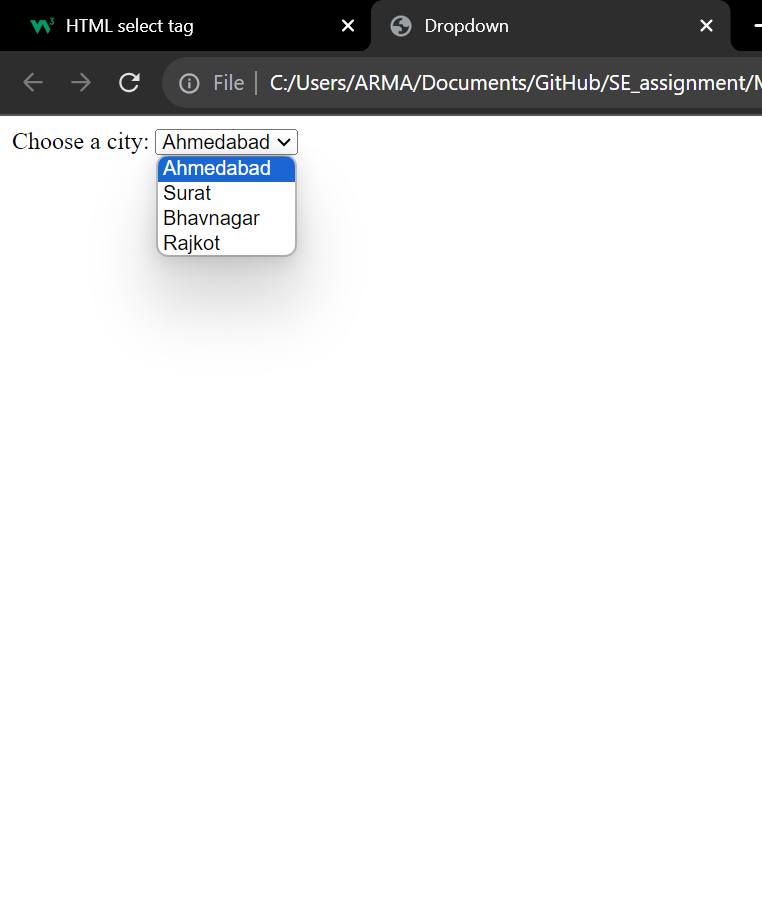 HTML select tag
Dropdown
File
C:/Users/ARMA/Documents/GitHub/SE_assignment/
Choose a city: Ahmedabad
Ahmedabad
Surat
Bhavnagar
Rajkot